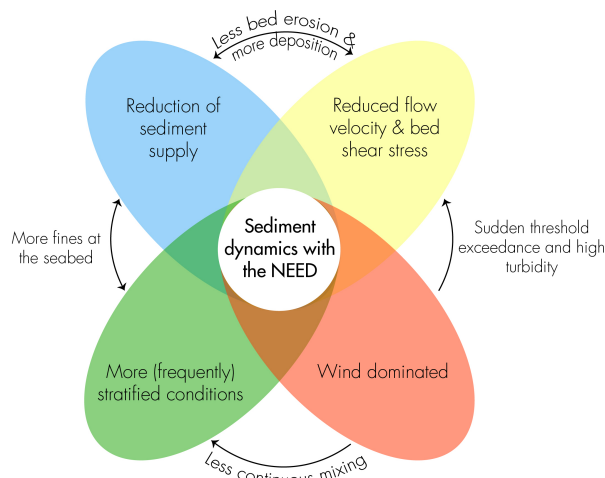 Less bed erosion &
more deposition
Reduction of
sediment
supply
Reduced flow
velocity & bed
shear stress
More fines at
the seabed
Sediment
dynamics with
the NEED
Sudden threshold
exceedance and high
turbidity
More (frequently)
stratified conditions
Wind dominated
Less continuous mixing